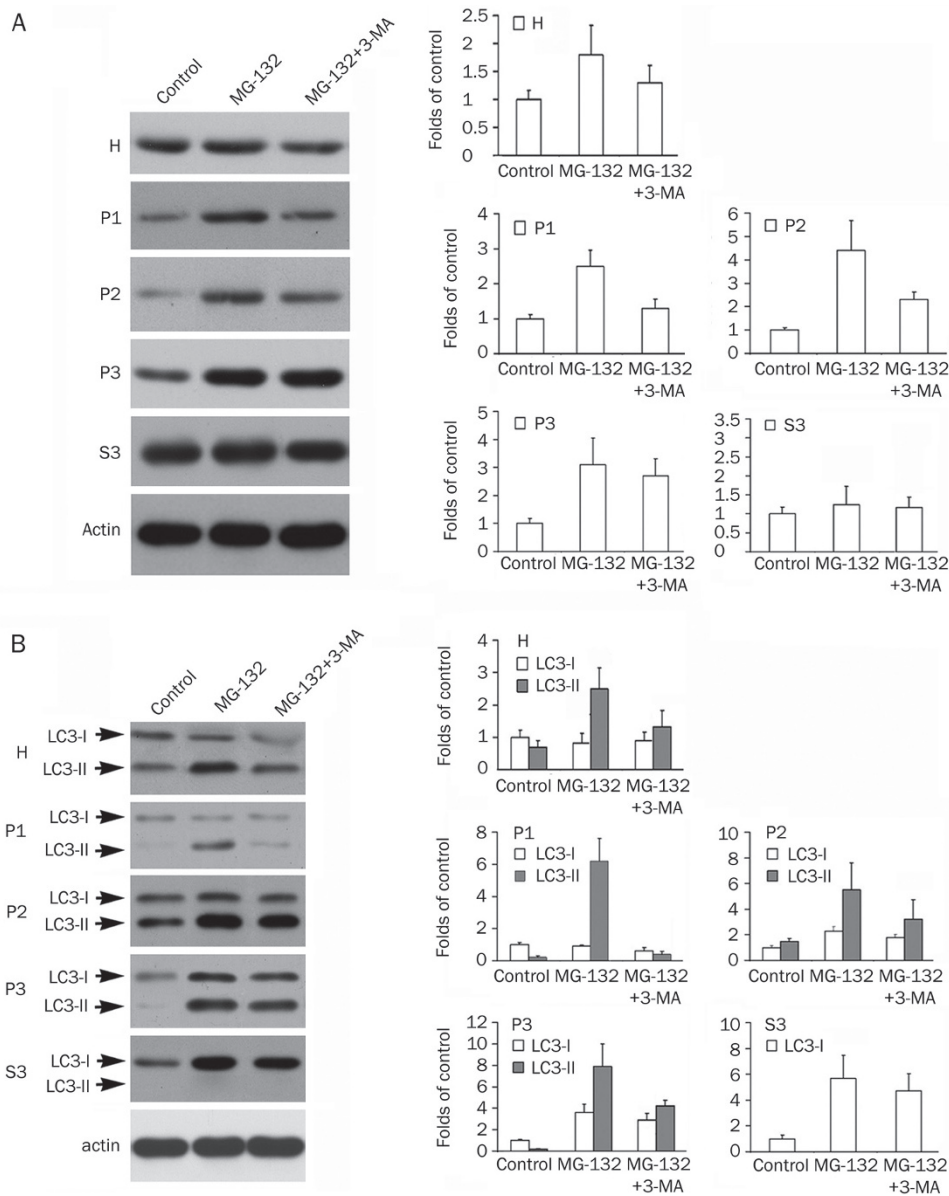 A
Control
MG-132
MG-132+3-MA
H
P1
P2
P3
S3
Actin
Folds of control
2.5
2
1.5
1
0.5
0
H
Control MG-132 MG-132
+3-MA
Folds of control
4
3
2
1
0
P1
Control MG-132 MG-132
+3-MA
6
5
4
3
2
1
0
P2
Control MG-132 MG-132
+3-MA
Folds of control
5
4
3
2
1
0
P3
Control MG-132 MG-132
+3-MA
3.5
3
2.5
2
1.5
1
0.5
0
S3
Control MG-132 MG-132
+3-MA
B
Control
MG-132
MG-132+3-MA
H
LC3-I
LC3-II
P1
LC3-I
LC3-II
P2
LC3-I
LC3-II
P3
LC3-I
LC3-II
S3
LC3-I
LC3-II
actin
Folds of control
4
3
2
1
0
H
LC3-I
LC3-II
Control MG-132 MG-132
+3-MA
Folds of control
8
6
4
2
0
P1
LC3-I
LC3-II
Control MG-132 MG-132
+3-MA
10
8
6
4
2
0
P2
LC3-I
LC3-II
Control MG-132 MG-132
+3-MA
Folds of control
12
10
8
6
4
2
0
P3
LC3-I
LC3-II
Control MG-132 MG-132
+3-MA
10
8
6
4
2
0
S3
LC3-I
Control MG-132 MG-132
+3-MA